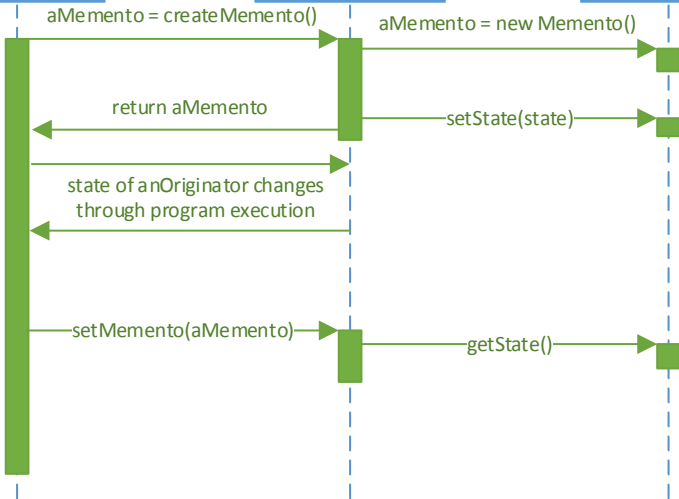 aMemento = createMemento()
aMemento = new Memento()
return aMemento
setState(state)
state of anOriginator changes
through program execution
setMemento(aMemento)
getState()